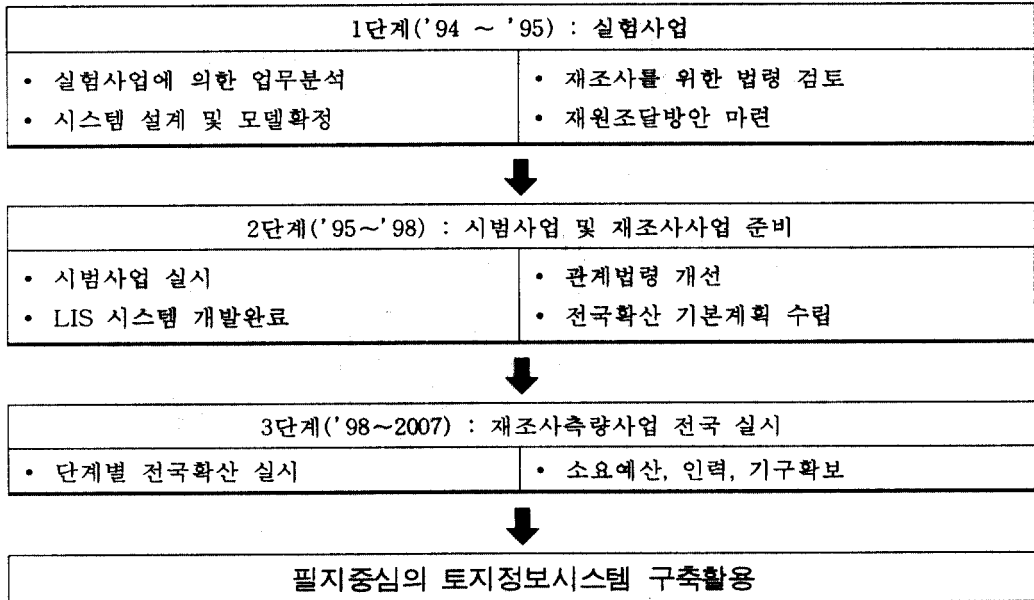 1단계('94 ~ '95) : 실험사업
• 실험사업에 의한 업무분석
• 시스템 설계 및 모델확정
• 재조사를 위한 법령 검토
• 재원조달방안 마련
2단계('95~'98) : 시범사업 및 재조사사업 준비
• 시범사업 실시
• LIS 시스템 개발완료
• 관계법령 개선
• 전국확산 기본계획 수립
3단계('98~2007) : 재조사측량사업 전국 실시
• 단계별 전국확산 실시
• 소요예산, 인력, 기구확보
필지중심의 토지정보시스템 구축활용